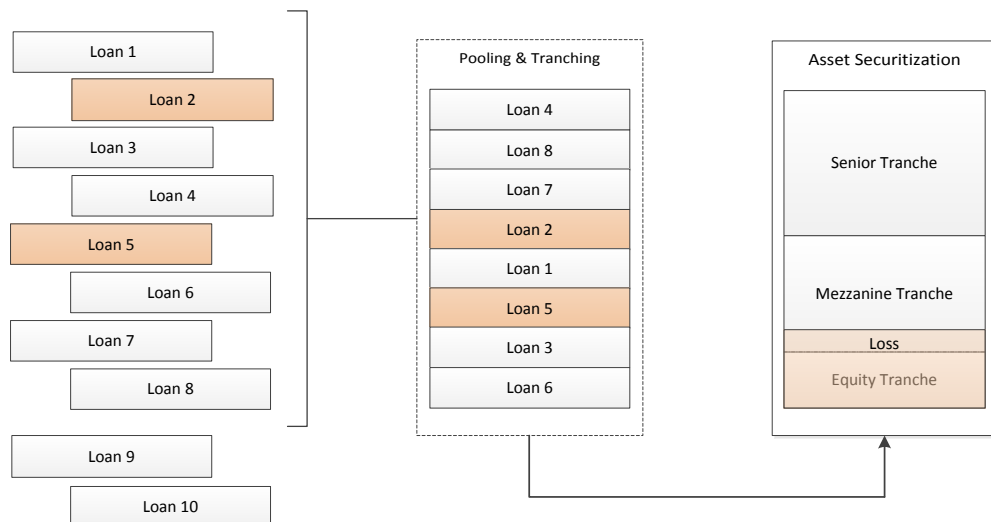 Loan 1
Loan 2
Loan 3
Loan 4
Loan 5
Loan 6
Loan 7
Loan 8
Loan 9
Loan 10
Pooling & Tranching
Loan 4
Loan 8
Loan 7
Loan 2
Loan 1
Loan 5
Loan 3
Loan 6
Asset Securitization
Senior Tranche
Mezzanine Tranche
Loss
Equity Tranche